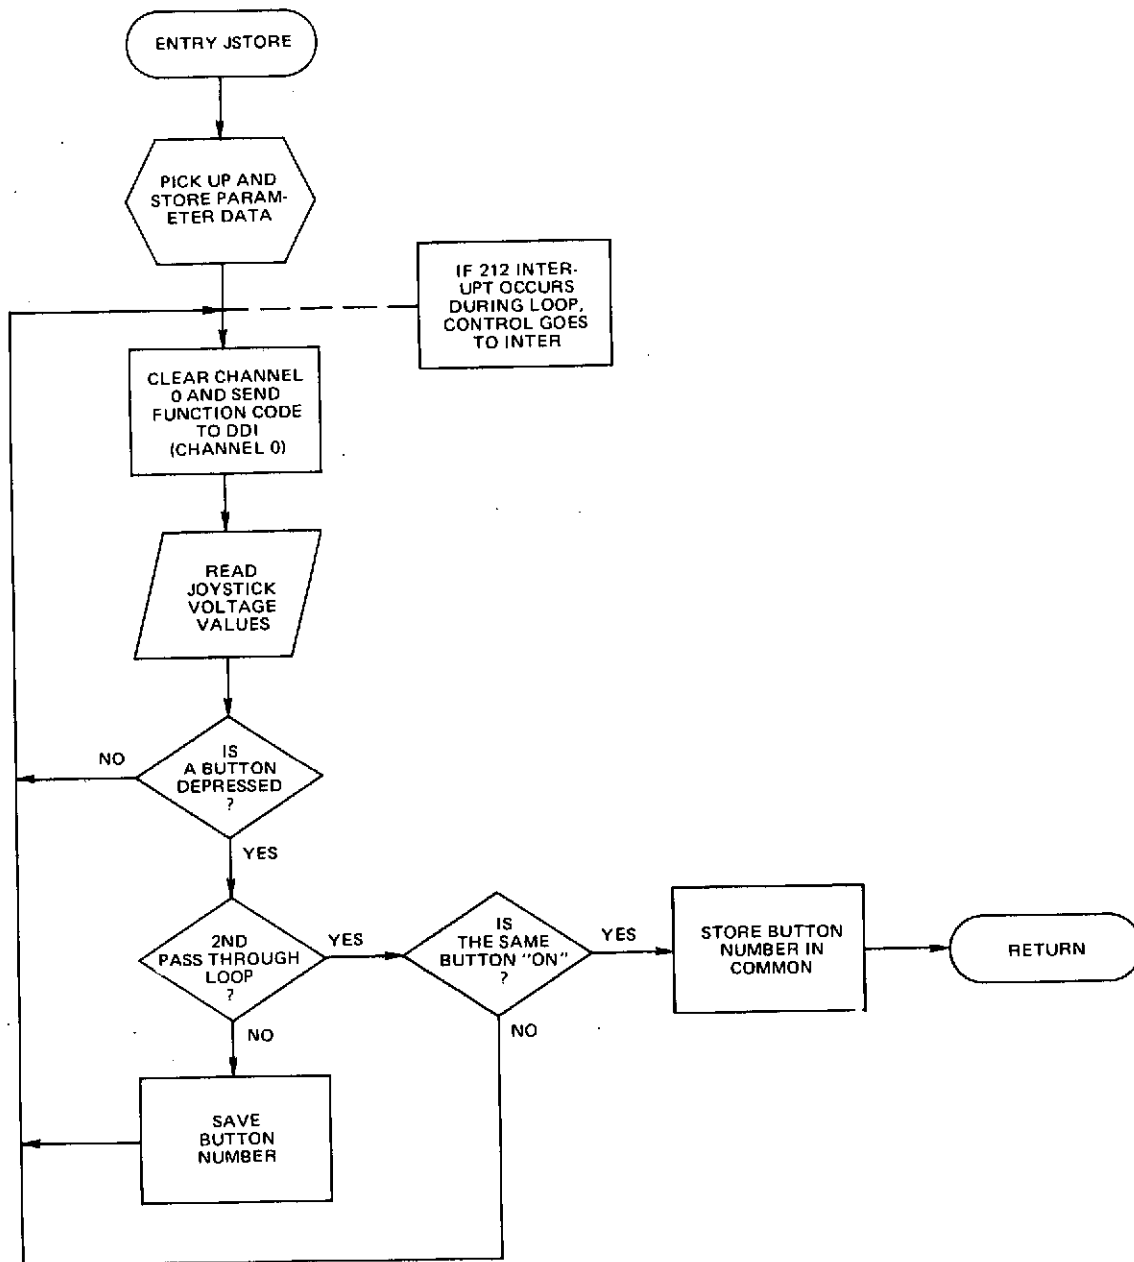 ENTRY JSTORE
PICK UP AND
STORE PARAM-
ETER DATA
IF 212 INTER-
UPT OCCURS
DURING LOOP,
CONTROL GOES
TO INTER
CLEAR CHANNEL
0 AND SEND
FUNCTION CODE
TO DDI
(CHANNEL 0)
READ
JOYSTICK
VOLTAGE
VALUES
IS
A BUTTON
DEPRESSED
?
NO
YES
2ND
PASS THROUGH
LOOP
?
YES
NO
IS
THE SAME
BUTTON "ON"
?
YES
NO
STORE BUTTON
NUMBER IN
COMMON
RETURN
SAVE
BUTTON
NUMBER